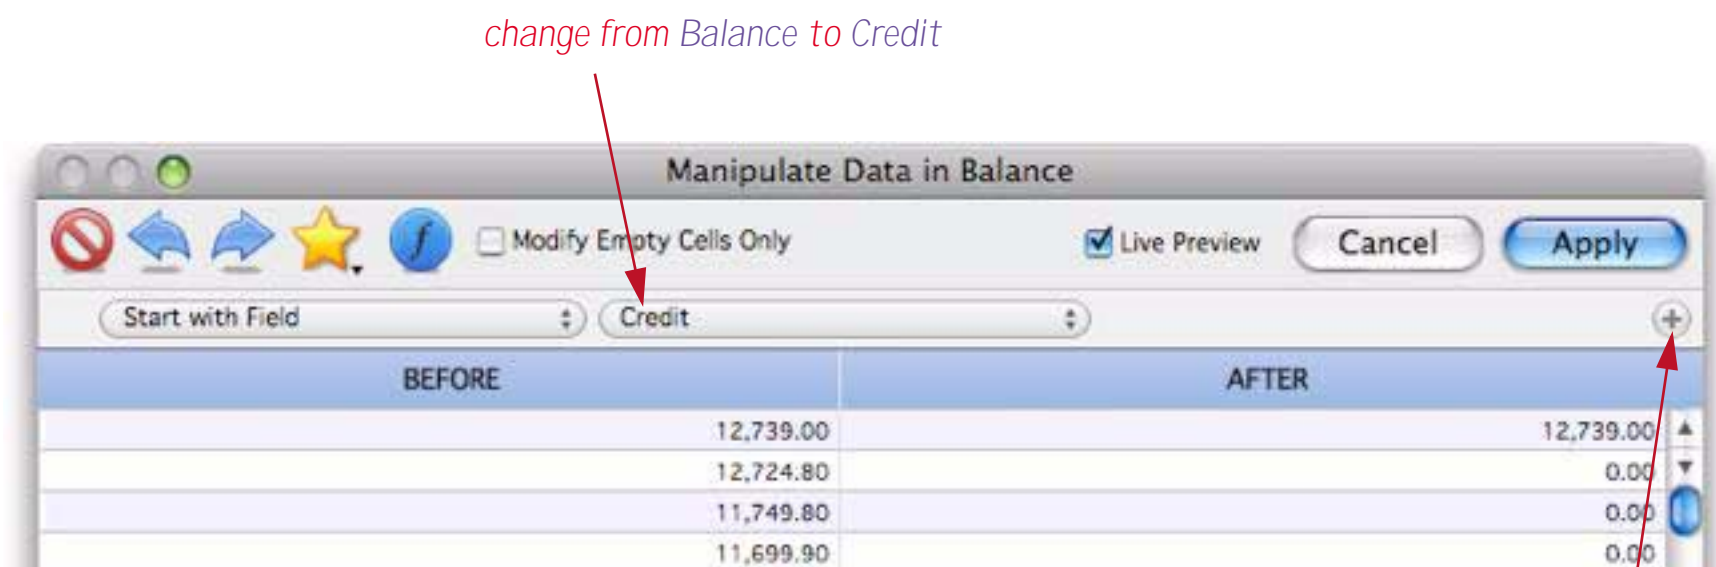 change from Balance to Credit
Manipulate Data in Balance
f Modify Empty Cells Only Live Preview Cancel Apply
Start with Field Credit
BEFORE AFTER
12,739.00 12,739.00
12,724.80 0.00
11,749.80 0.00
11,699.90 0.00